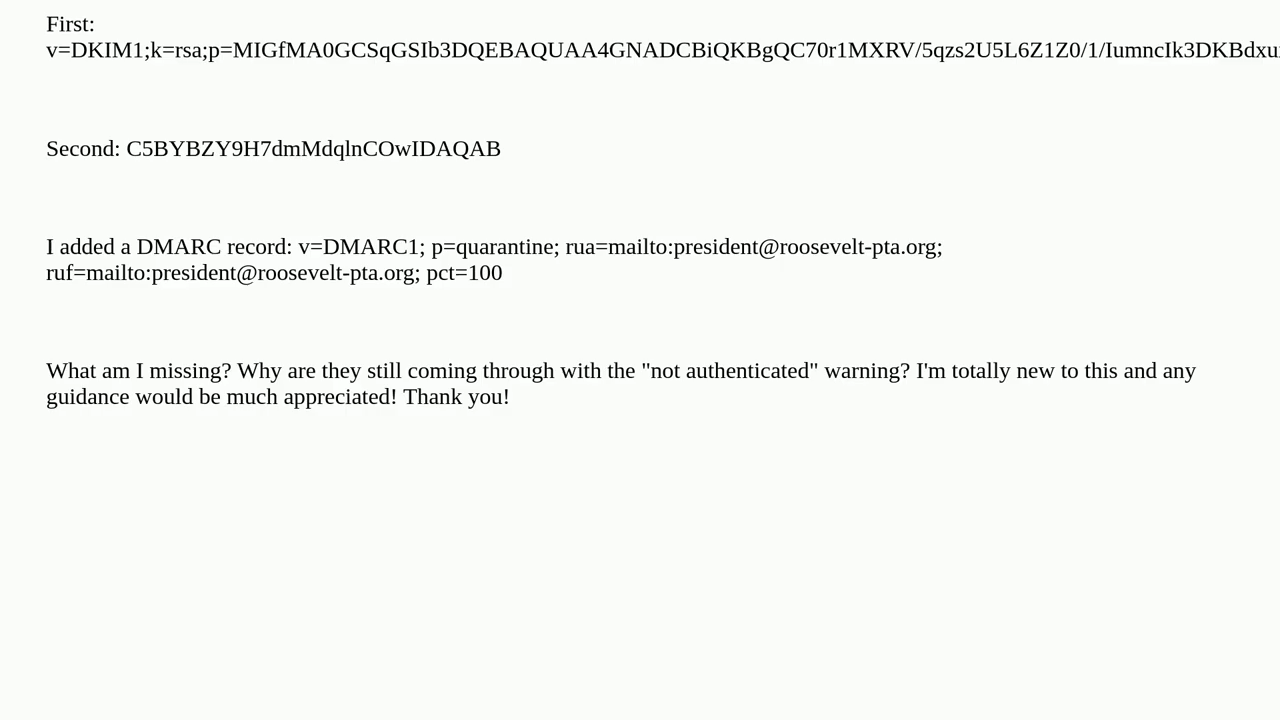 First:
v=DKIM1;k=rsa;p=MIGfMA0GCSqGSIb3DQEBAQUAA4GNADCBiQKBgQC70r1MXRV/5qzs2U5L6Z1Z0/1/IumncIk3DKBdxu
Second: C5BYBZY9H7dmMdqlnCOwIDAQAB
I added a DMARC record: v=DMARC1; p=quarantine; rua=mailto:president@roosevelt-pta.org;
ruf=mailto:president@roosevelt-pta.org; pct=100
What am I missing? Why are they still coming through with the "not authenticated" warning? I'm totally new to this and any
guidance would be much appreciated! Thank you!